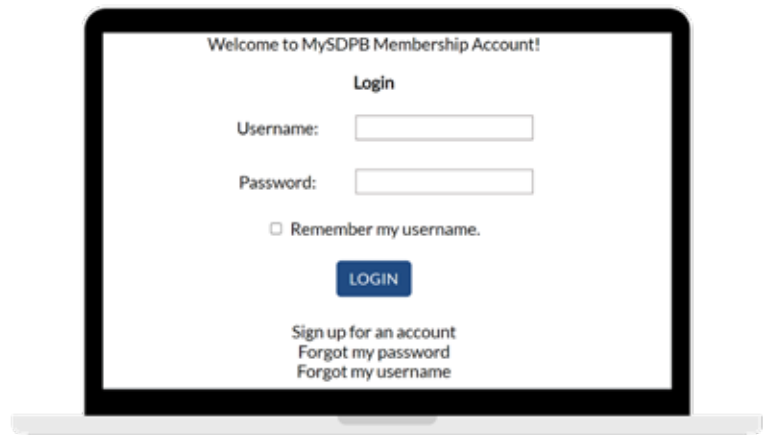 Welcome to MySDPB Membership Account!
Login
Username:
Password:
Remember my username.
LOGIN
Sign up for an account
Forgot my password
Forgot my username